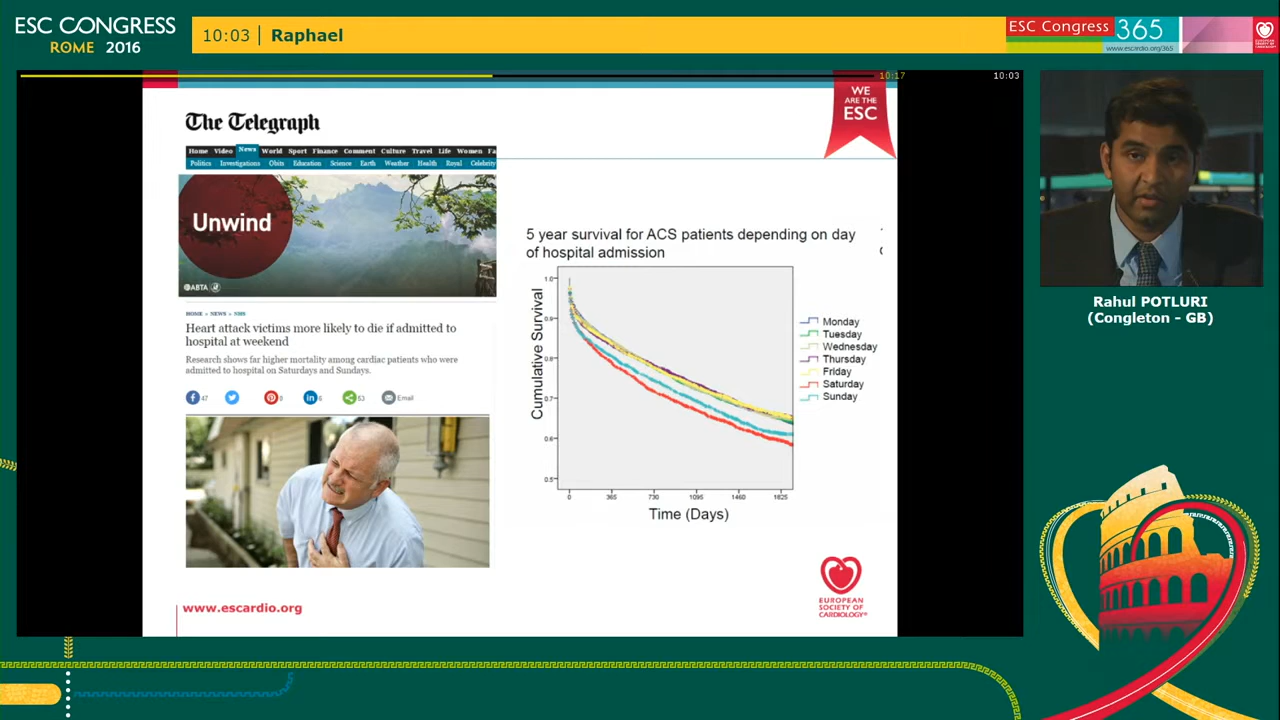 ESC CONGRESS
ROME 2016
10:03 | Raphael
ESC Congress 365
www.escardio.org/365
EUROPEAN SOCIETY OF CARDIOLOGY
10:17
10:03
WE ARE THE ESC
The Telegraph
Home Video News World Sport Finance Comment Culture Travel Life Women Fa
Politics Investigations Obits Education Science Earth Weather Health Royal Celebrity
Unwind
ABTA
HOME » NEWS » NHS
Heart attack victims more likely to die if admitted to
hospital at weekend
Research shows far higher mortality among cardiac patients who were
admitted to hospital on Saturdays and Sundays.
47
53
Email
5 year survival for ACS patients depending on day
of hospital admission
Cumulative Survival
1.0
0.9
0.8
0.7
0.6
0.5
0 365 730 1095 1460 1825
Time (Days)
Monday
Tuesday
Wednesday
Thursday
Friday
Saturday
Sunday
www.escardio.org
EUROPEAN
SOCIETY OF
CARDIOLOGY®
Rahul POTLURI
(Congleton - GB)